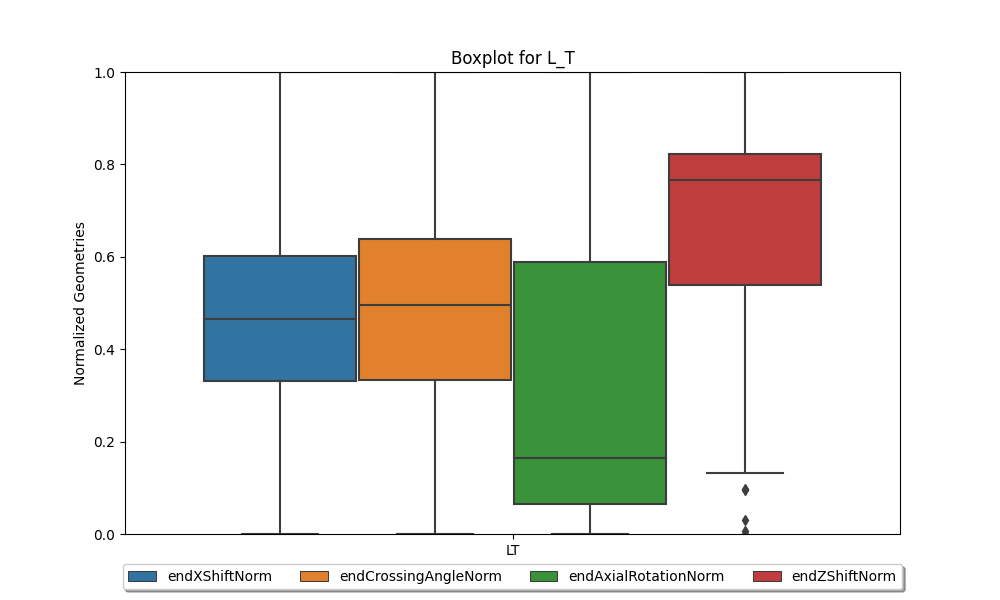 Boxplot for L_T
1.0
0.8
0.6
0.4
0.2
0.0
Normalized Geometries
LT
endXShiftNorm endCrossingAngleNorm endAxialRotationNorm endZShiftNorm